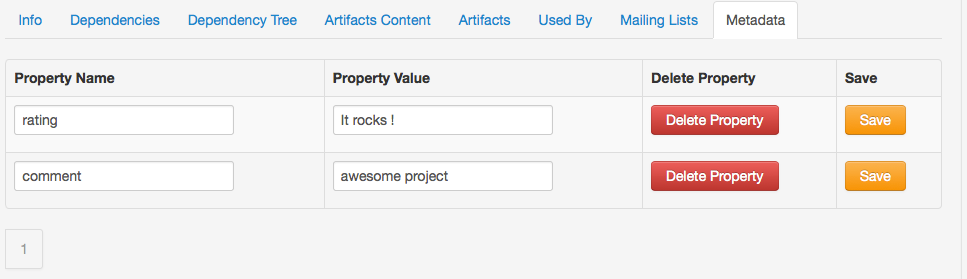 Info Dependencies Dependency Tree Artifacts Content Artifacts Used By Mailing Lists Metadata
Property Name Property Value Delete Property Save
rating It rocks ! Delete Property Save
comment awesome project Delete Property Save
1